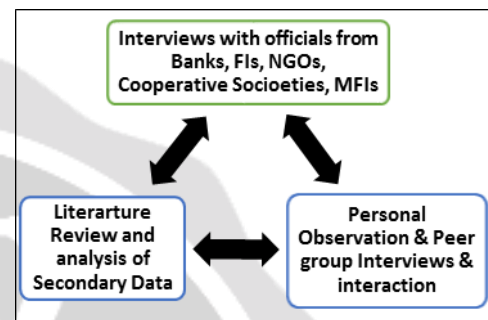 Interviews with officials from
Banks, FIs, NGOs,
Cooperative Socioeties, MFIs
Literarture
Review and
analysis of
Secondary Data
Personal
Observation & Peer
group Interviews &
interaction